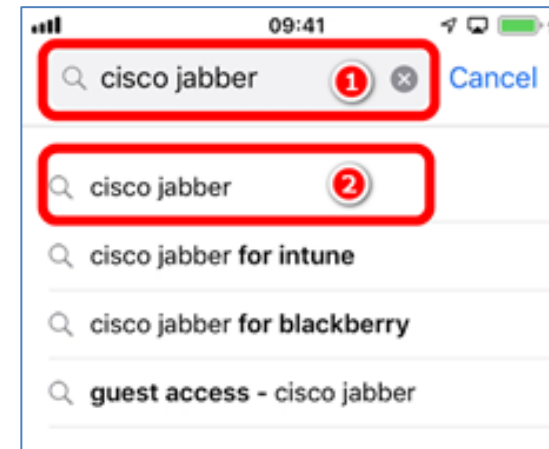 09:41
cisco jabber 1 Cancel
cisco jabber 2
cisco jabber for intune
cisco jabber for blackberry
guest access - cisco jabber